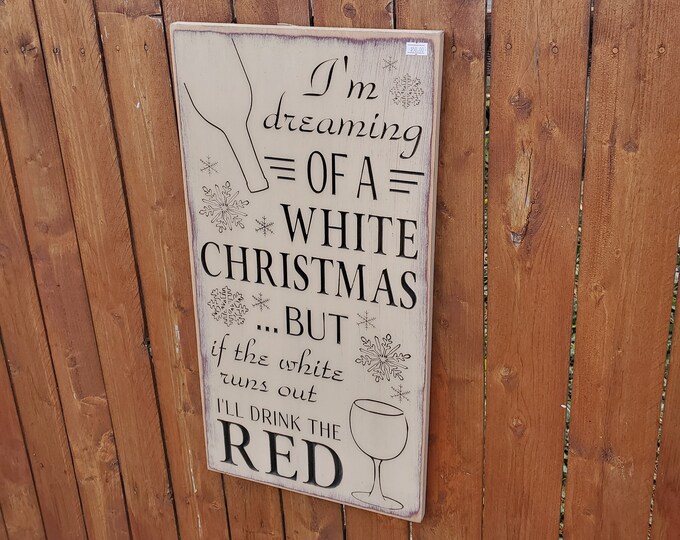 I'm
dreaming
OF A
WHITE
CHRISTMAS
...BUT
if the white
runs out
I'LL DRINK THE
RED